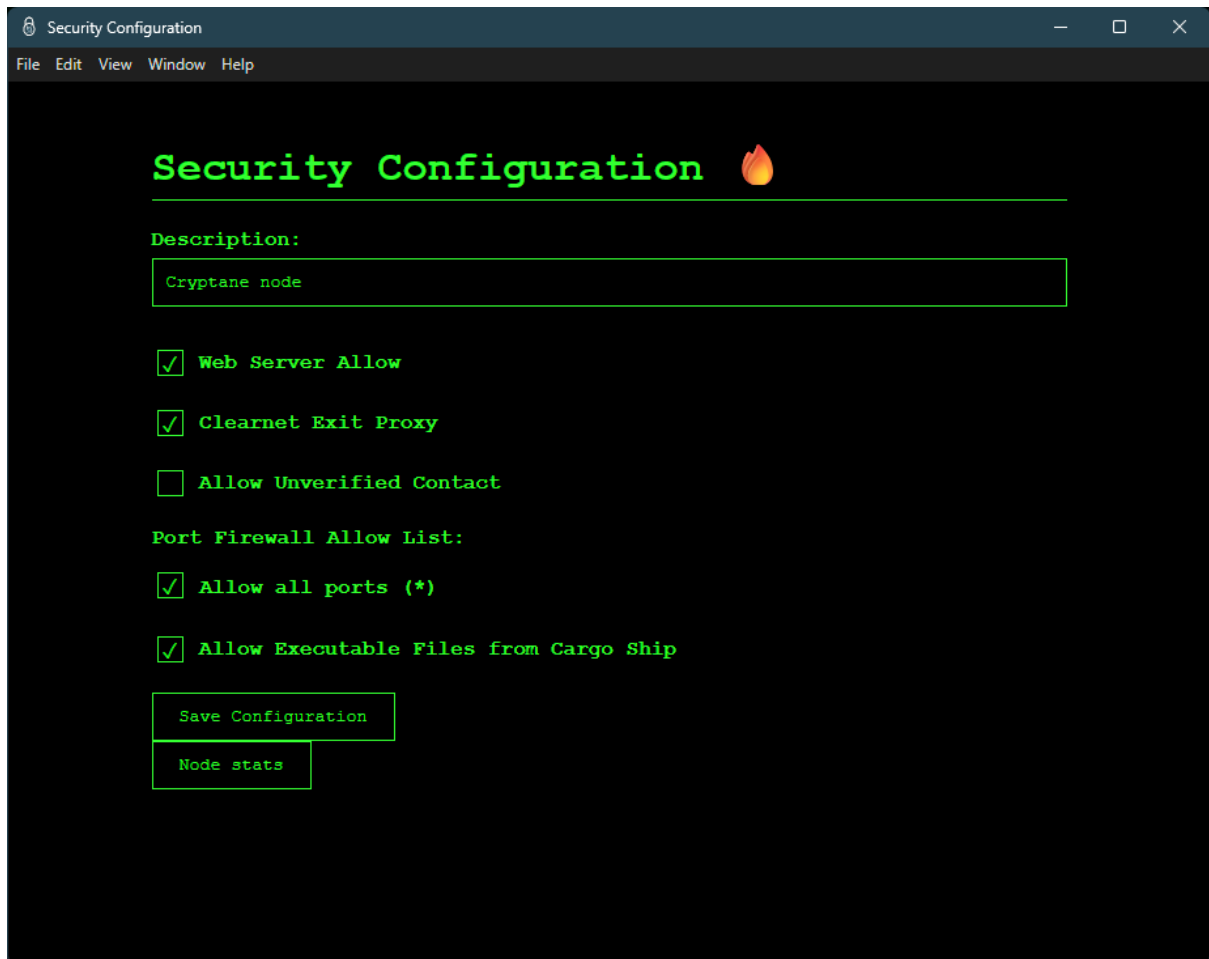 Security Configuration
File Edit View Window Help
Security Configuration 🔥
Description:
Cryptane node
✓ Web Server Allow
✓ Clearnet Exit Proxy
Allow Unverified Contact
Port Firewall Allow List:
✓ Allow all ports (*)
✓ Allow Executable Files from Cargo Ship
Save Configuration
Node stats